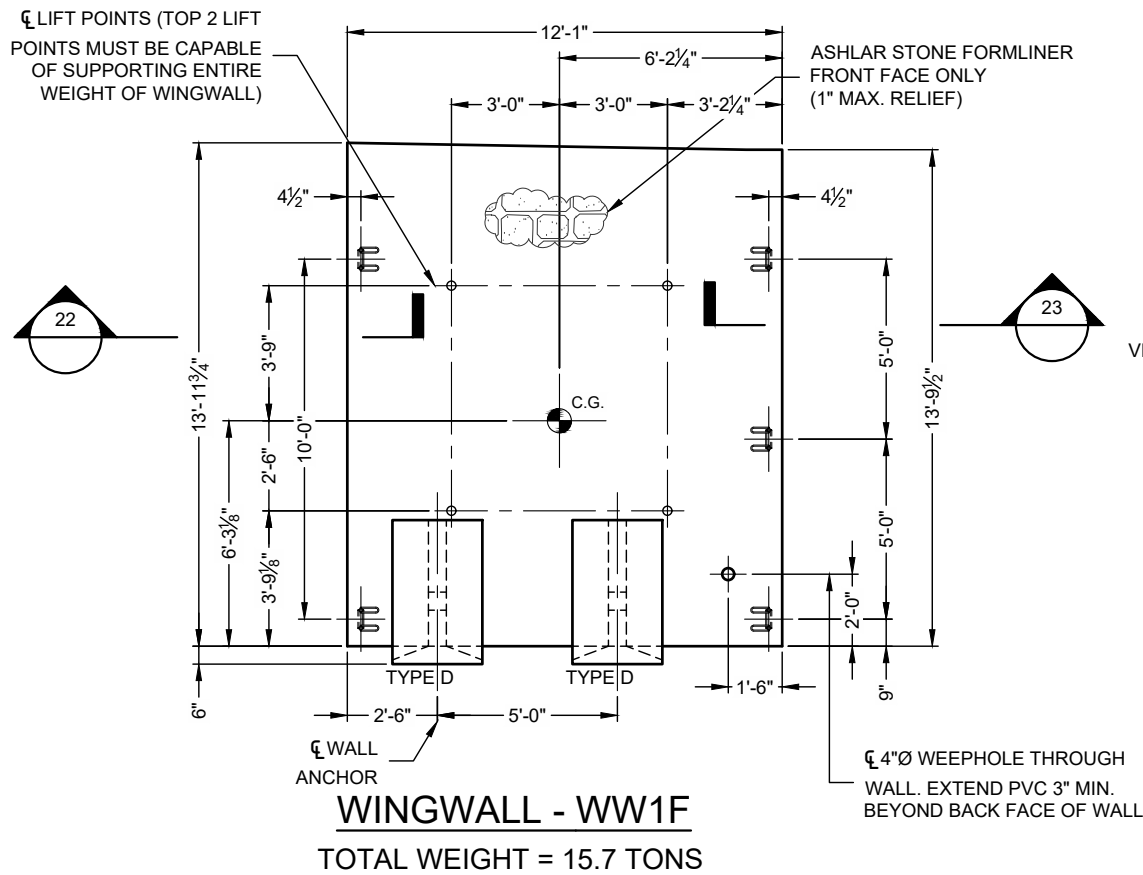 ℄ LIFT POINTS (TOP 2 LIFT
POINTS MUST BE CAPABLE
OF SUPPORTING ENTIRE
WEIGHT OF WINGWALL)
12'-1"
6'-2¼"
ASHLAR STONE FORMLINER
FRONT FACE ONLY
(1" MAX. RELIEF)
3'-0"
3'-0"
3'-2¼"
4½"
4½"
22
23
VI
13'-11¾"
3'-9"
10'-0"
2'-6"
6'-3⅛"
3'-9⅛"
C.G.
5'-0"
13'-9½"
5'-0"
2'-0"
1'-6"
9"
6"
TYPE D
TYPE D
2'-6"
5'-0"
℄ WALL
ANCHOR
℄ 4"Ø WEEPHOLE THROUGH
WALL. EXTEND PVC 3" MIN.
BEYOND BACK FACE OF WALL
WINGWALL - WW1F
TOTAL WEIGHT = 15.7 TONS